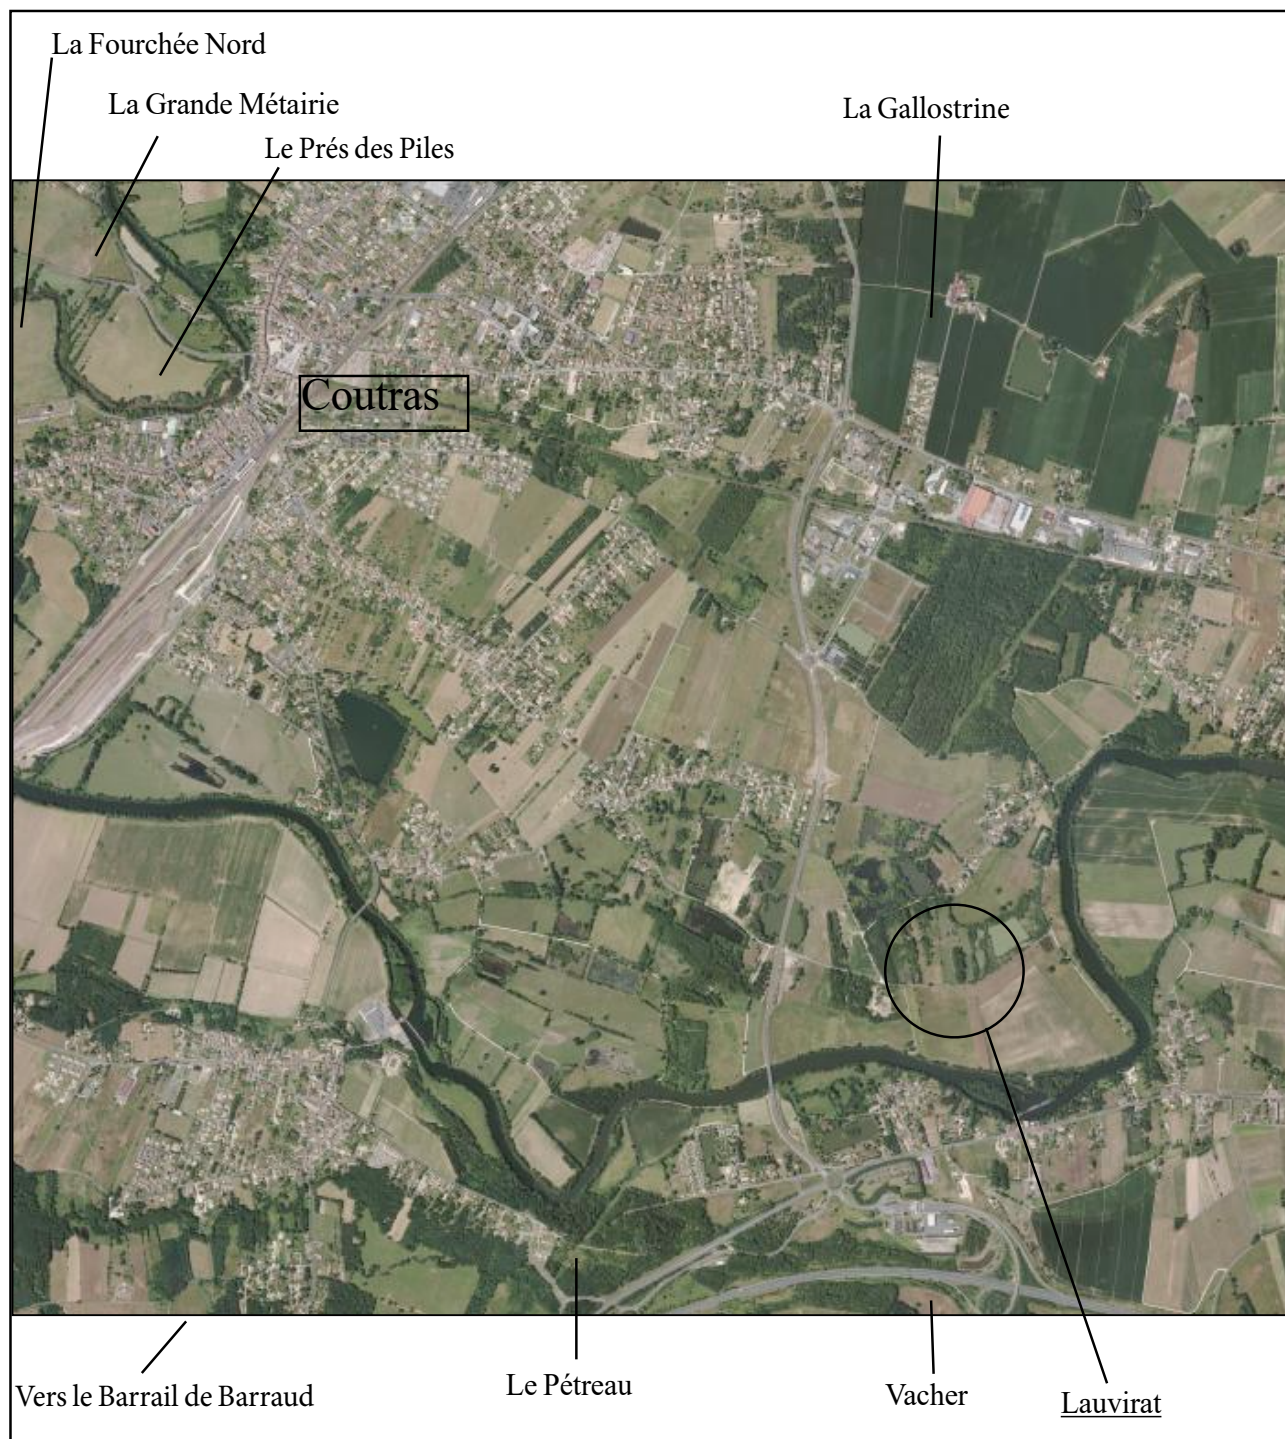 La Fourchée Nord
La Grande Métairie
La Gallostrine
Le Prés des Piles
Coutras
Vers le Barrail de Barraud
Le Pétreau
Vacher
Lauvirat